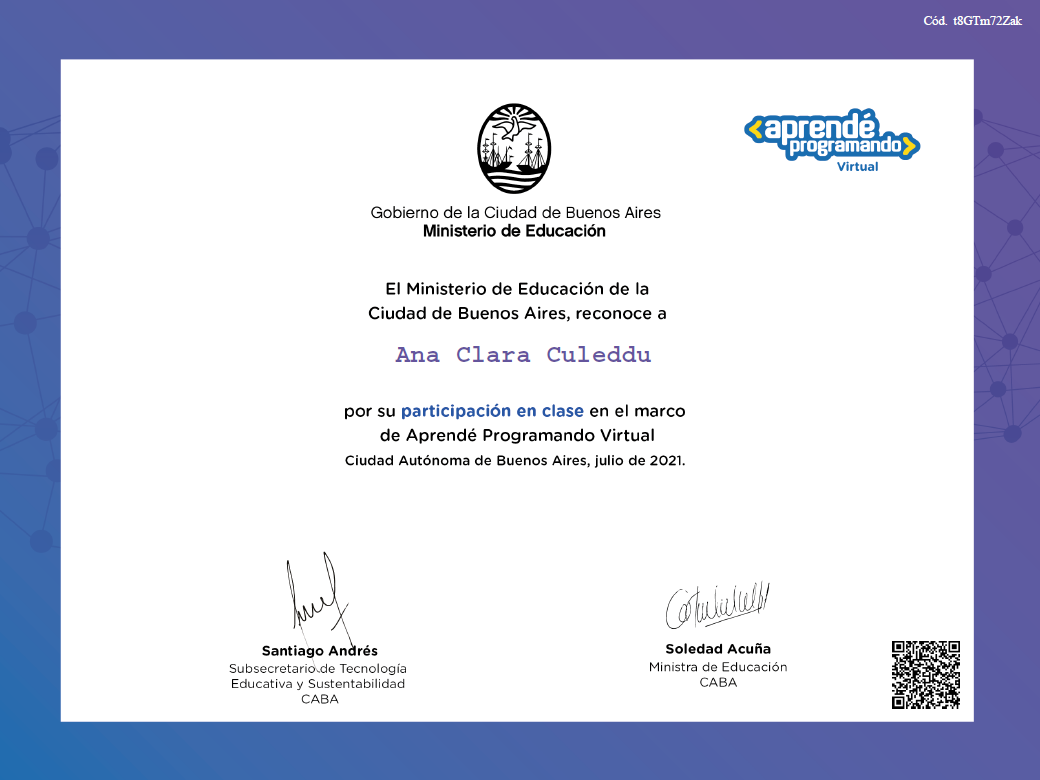 Cód. t8GTm72Zak
<aprendé
programando>
Virtual
Gobierno de la Ciudad de Buenos Aires
Ministerio de Educación
El Ministerio de Educación de la
Ciudad de Buenos Aires, reconoce a
Ana Clara Culeddu
por su participación en clase en el marco
de Aprendé Programando Virtual
Ciudad Autónoma de Buenos Aires, julio de 2021.
Santiago Andrés
Subsecretario de Tecnología
Educativa y Sustentabilidad
CABA
Soledad Acuña
Ministra de Educación
CABA